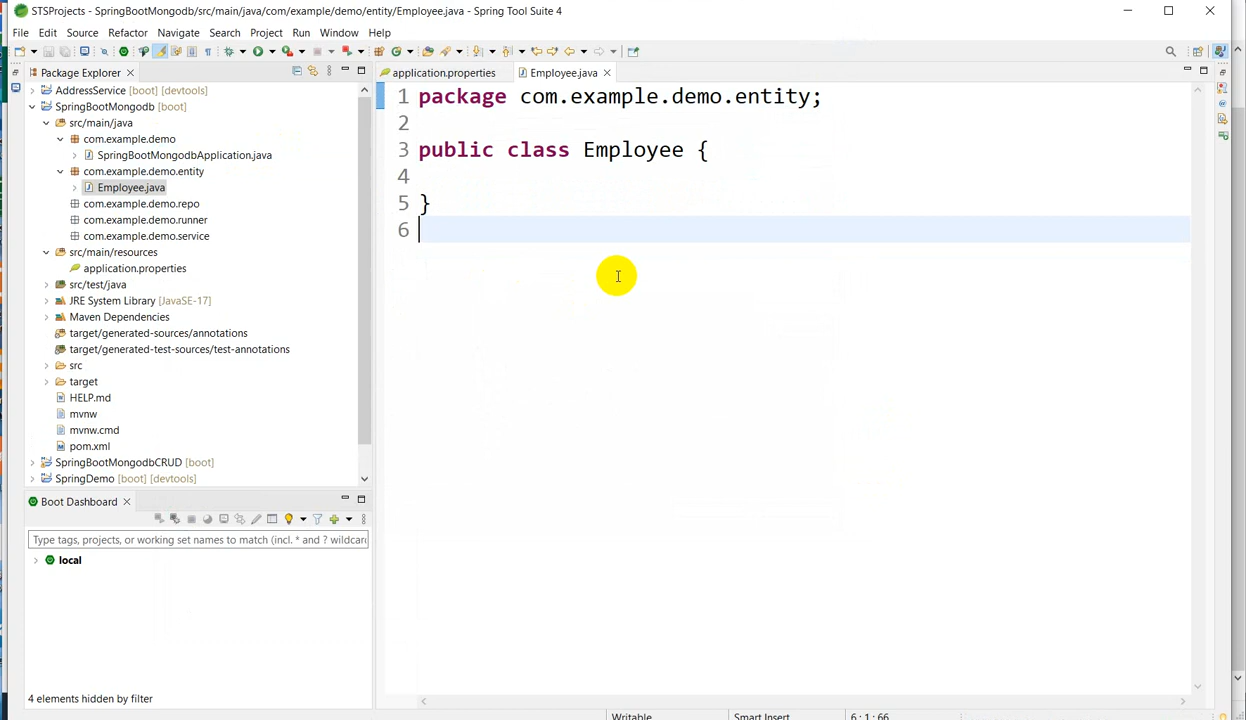 STSProjects - SpringBootMongodb/src/main/java/com/example/demo/entity/Employee.java - Spring Tool Suite 4
File Edit Source Refactor Navigate Search Project Run Window Help
Package Explorer
AddressService [boot] [devtools]
SpringBootMongodb [boot]
src/main/java
com.example.demo
SpringBootMongodbApplication.java
com.example.demo.entity
Employee.java
com.example.demo.repo
com.example.demo.runner
com.example.demo.service
src/main/resources
application.properties
src/test/java
JRE System Library [JavaSE-17]
Maven Dependencies
target/generated-sources/annotations
target/generated-test-sources/test-annotations
src
target
HELP.md
mvnw
mvnw.cmd
pom.xml
SpringBootMongodbCRUD [boot]
SpringDemo [boot] [devtools]
Boot Dashboard
Type tags, projects, or working set names to match (incl. * and ? wildcard
local
4 elements hidden by filter
application.properties Employee.java
1 package com.example.demo.entity;
2
3 public class Employee {
4
5 }
6
Writable Smart Insert 6 : 1 : 66